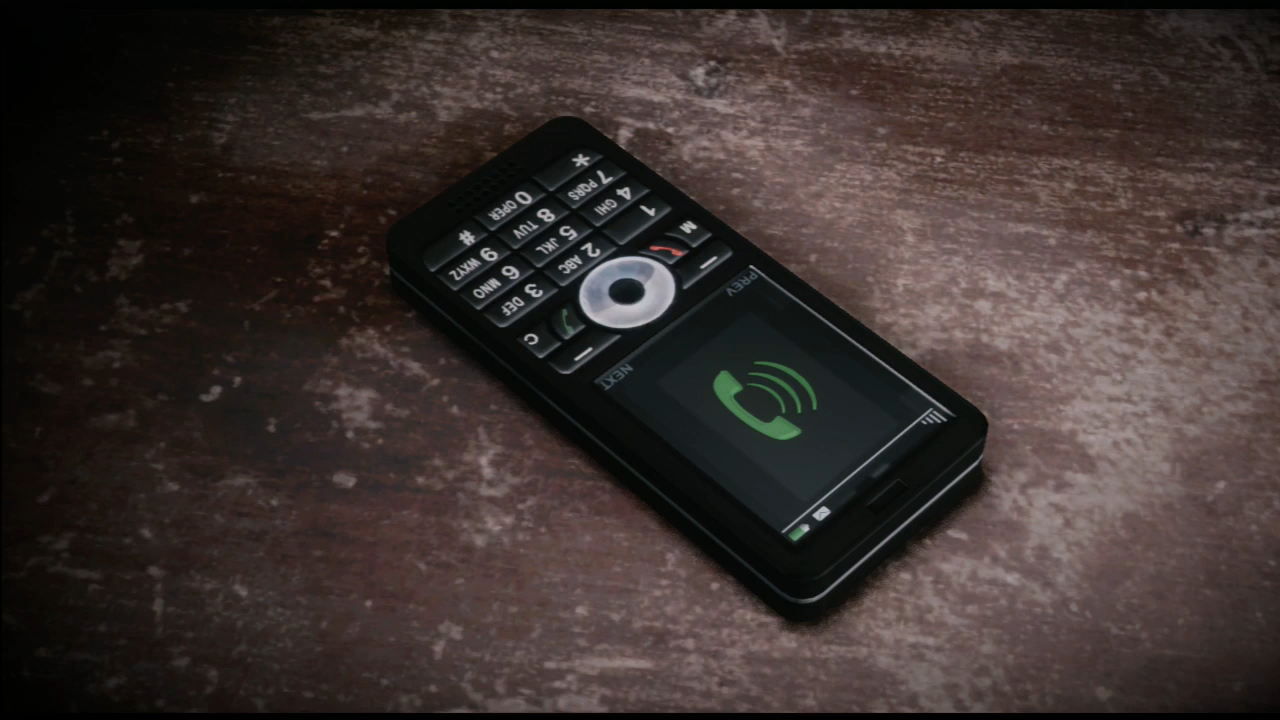 PREV NEXT
M C
1 2 ABC 3 DEF
4 GHI 5 JKL 6 MNO
7 PQRS 8 TUV 9 WXYZ
* 0 OPER #